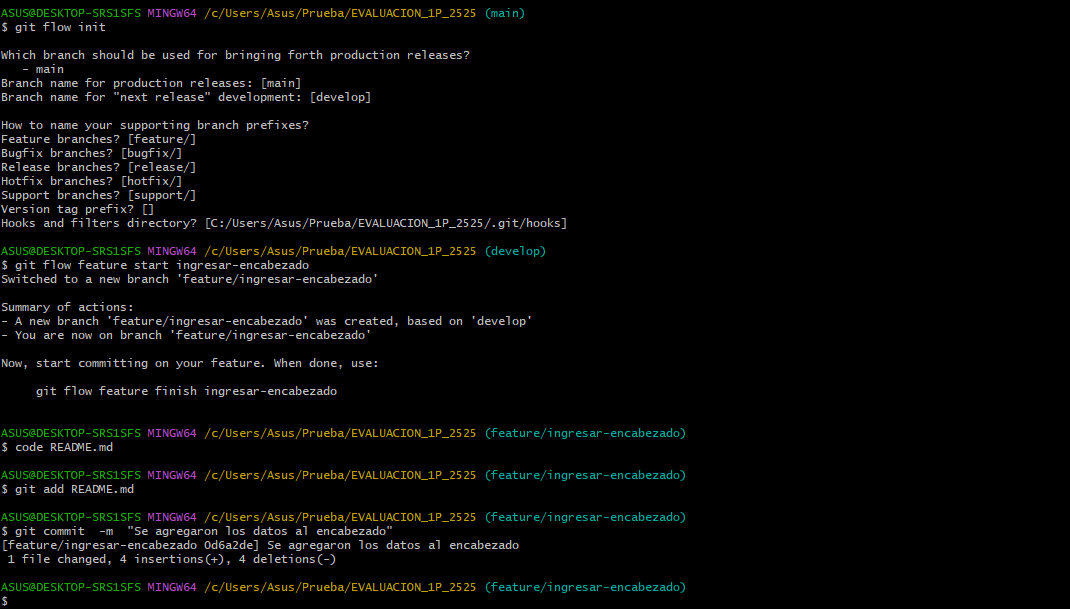 ASUS@DESKTOP-SRS1SFS MINGW64 /c/Users/Asus/Prueba/EVALUACION_1P_2525 (main)
$ git flow init
Which branch should be used for bringing forth production releases?
   - main
Branch name for production releases: [main]
Branch name for "next release" development: [develop]
How to name your supporting branch prefixes?
Feature branches? [feature/]
Bugfix branches? [bugfix/]
Release branches? [release/]
Hotfix branches? [hotfix/]
Support branches? [support/]
Version tag prefix? []
Hooks and filters directory? [C:/Users/Asus/Prueba/EVALUACION_1P_2525/.git/hooks]
ASUS@DESKTOP-SRS1SFS MINGW64 /c/Users/Asus/Prueba/EVALUACION_1P_2525 (develop)
$ git flow feature start ingresar-encabezado
Switched to a new branch 'feature/ingresar-encabezado'
Summary of actions:
- A new branch 'feature/ingresar-encabezado' was created, based on 'develop'
- You are now on branch 'feature/ingresar-encabezado'
Now, start committing on your feature. When done, use:
     git flow feature finish ingresar-encabezado
ASUS@DESKTOP-SRS1SFS MINGW64 /c/Users/Asus/Prueba/EVALUACION_1P_2525 (feature/ingresar-encabezado)
$ code README.md
ASUS@DESKTOP-SRS1SFS MINGW64 /c/Users/Asus/Prueba/EVALUACION_1P_2525 (feature/ingresar-encabezado)
$ git add README.md
ASUS@DESKTOP-SRS1SFS MINGW64 /c/Users/Asus/Prueba/EVALUACION_1P_2525 (feature/ingresar-encabezado)
$ git commit  -m  "Se agregaron los datos al encabezado"
[feature/ingresar-encabezado 0d6a2de] Se agregaron los datos al encabezado
 1 file changed, 4 insertions(+), 4 deletions(-)
ASUS@DESKTOP-SRS1SFS MINGW64 /c/Users/Asus/Prueba/EVALUACION_1P_2525 (feature/ingresar-encabezado)
$